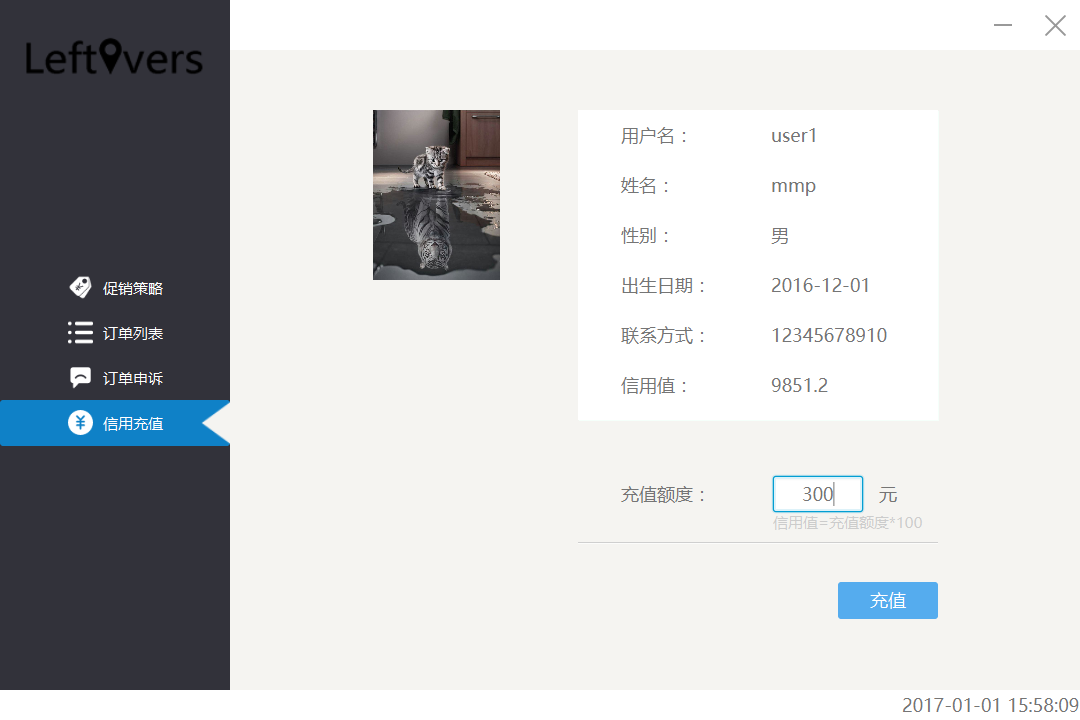 Leftovers
促销策略
订单列表
订单申诉
信用充值
用户名： user1
姓名： mmp
性别： 男
出生日期： 2016-12-01
联系方式： 12345678910
信用值： 9851.2
充值额度： 300 元
信用值=充值额度*100
充值
2017-01-01 15:58:09